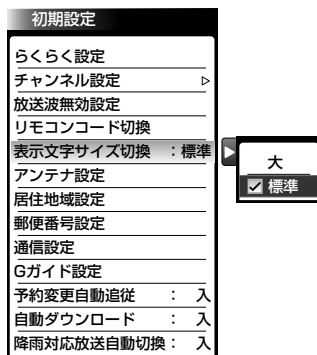 初期設定
らくらく設定
チャンネル設定
放送波無効設定
リモコンコード切換
表示文字サイズ切換 :標準
アンテナ設定
居住地域設定
郵便番号設定
通信設定
Gガイド設定
予約変更自動追従 : 入
自動ダウンロード : 入
降雨対応放送自動切換: 入
大
標準